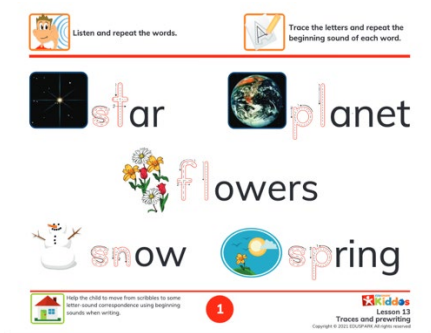 Listen and repeat the words.
Trace the letters and repeat the
beginning sound of each word.
star
planet
flowers
snow
spring
Help the child to move from scribbles to some
letter-sound correspondence using beginning
sounds when writing.
1
Kiddos
Lesson 13
Traces and prewriting
Copyright © 2021 EDUSPARK All rights reserved